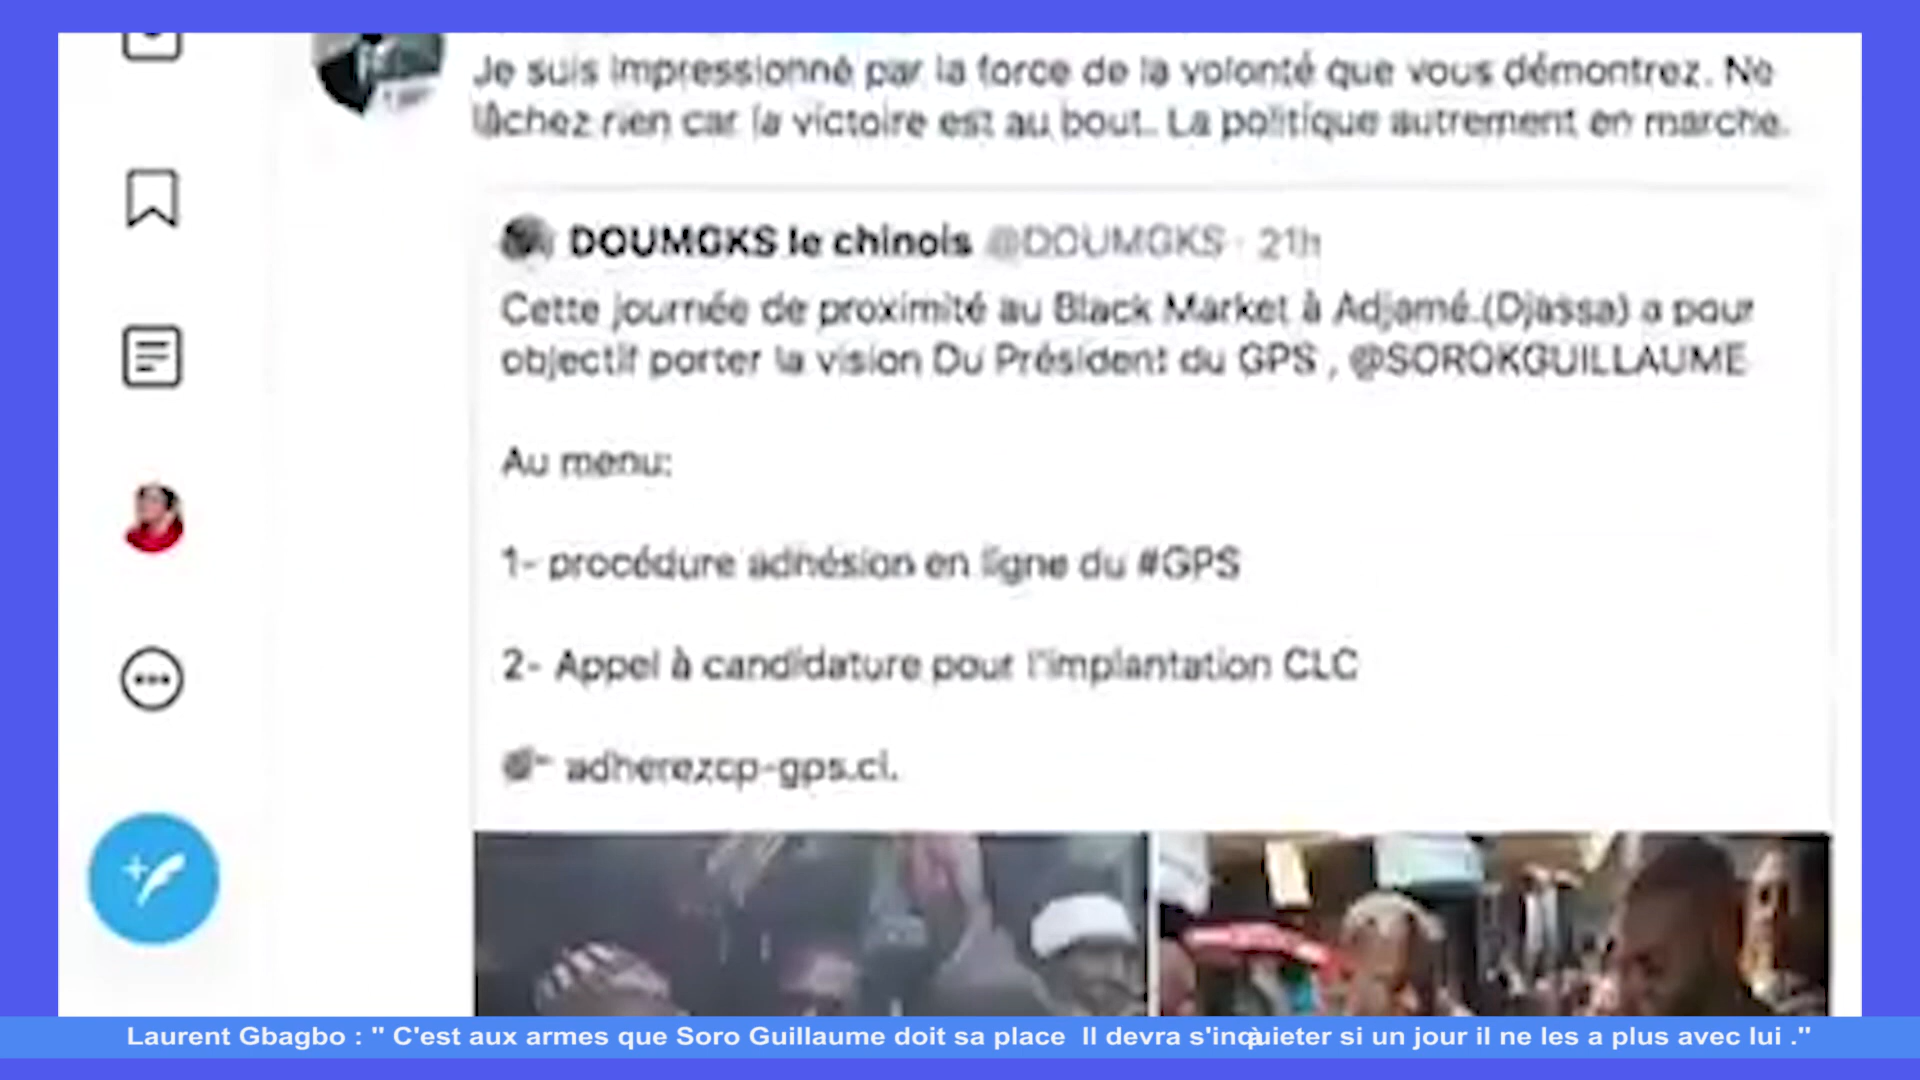 Je suis impressionné par la force de la volonté que vous démontrez. Ne
lâchez rien car la victoire est au bout. La politique autrement en marche.
DOUMGKS le chinois @DOUMGKS · 21h
Cette journée de proximité au Black Market à Adjamé.(Djassa) a pour
objectif porter la vision Du Président du GPS , @SOROKGUILLAUME
Au menu:
1- procédure adhésion en ligne du #GPS
2- Appel à candidature pour l'implantation CLC
adherezcp-gps.ci.
Laurent Gbagbo : " C'est aux armes que Soro Guillaume doit sa place Il devra s'inquieter si un jour il ne les a plus avec lui ."